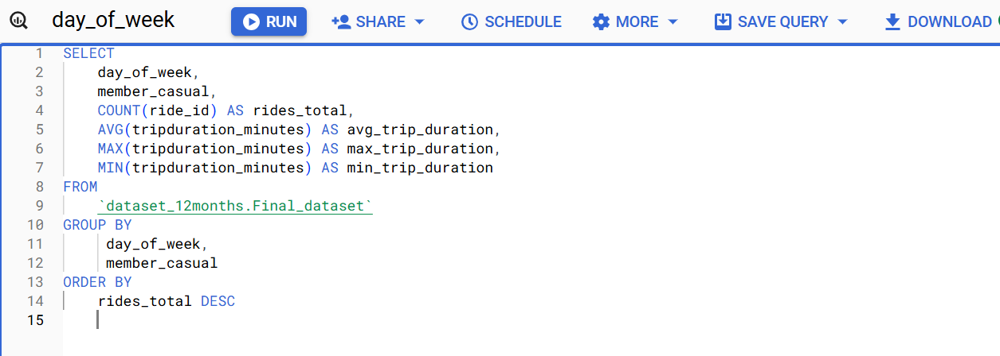 day_of_week RUN SHARE SCHEDULE MORE SAVE QUERY DOWNLOAD
1 SELECT
2 day_of_week,
3 member_casual,
4 COUNT(ride_id) AS rides_total,
5 AVG(tripduration_minutes) AS avg_trip_duration,
6 MAX(tripduration_minutes) AS max_trip_duration,
7 MIN(tripduration_minutes) AS min_trip_duration
8 FROM
9 `dataset_12months.Final_dataset`
10 GROUP BY
11 day_of_week,
12 member_casual
13 ORDER BY
14 rides_total DESC
15